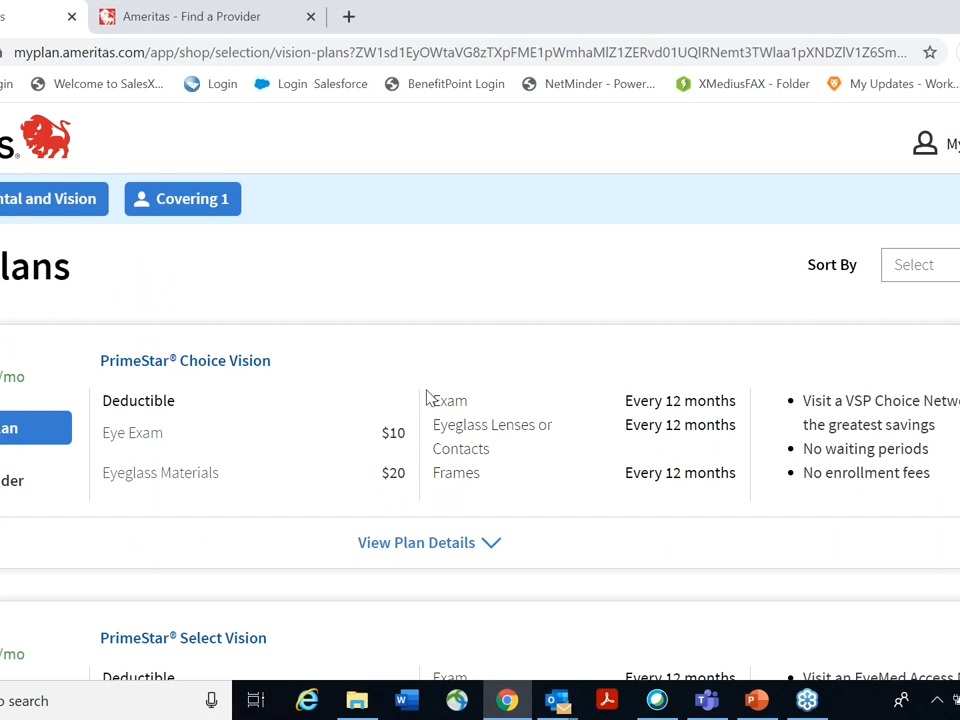 s
Ameritas - Find a Provider
myplan.ameritas.com/app/shop/selection/vision-plans?ZW1sd1EyOWtaVG8zTXpFME1pWmhaMlZ1ZERvd01UQlRNemt3TWlaa1pXNDZlV1Z6Sm...
gin
Welcome to SalesX...
Login
Login Salesforce
BenefitPoint Login
NetMinder - Power...
XMediusFAX - Folder
My Updates - Work...
s®
My
ntal and Vision
Covering 1
lans
Sort By
Select
/mo
PrimeStar® Choice Vision
lan
der
Deductible
Eye Exam $10
Eyeglass Materials $20
Exam Every 12 months
Eyeglass Lenses or Every 12 months
Contacts
Frames Every 12 months
• Visit a VSP Choice Netw
the greatest savings
• No waiting periods
• No enrollment fees
View Plan Details
/mo
PrimeStar® Select Vision
Deductible
Exam Every 12 months
• Visit an EyeMed Access
o search